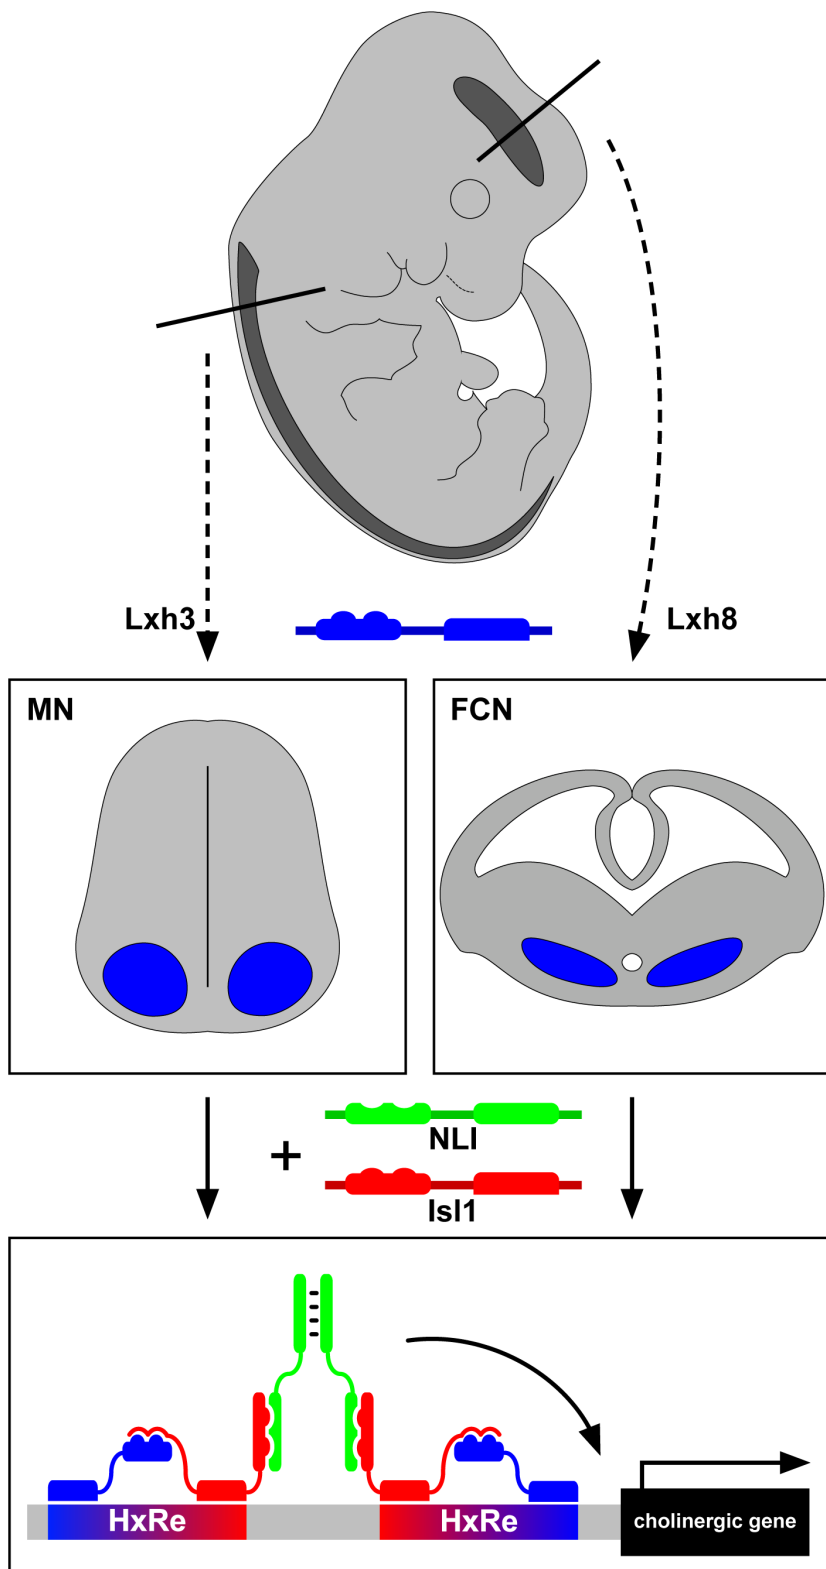 Lxh3
Lxh8
MN
FCN
+
NLI
Isl1
HxRe
HxRe
cholinergic gene